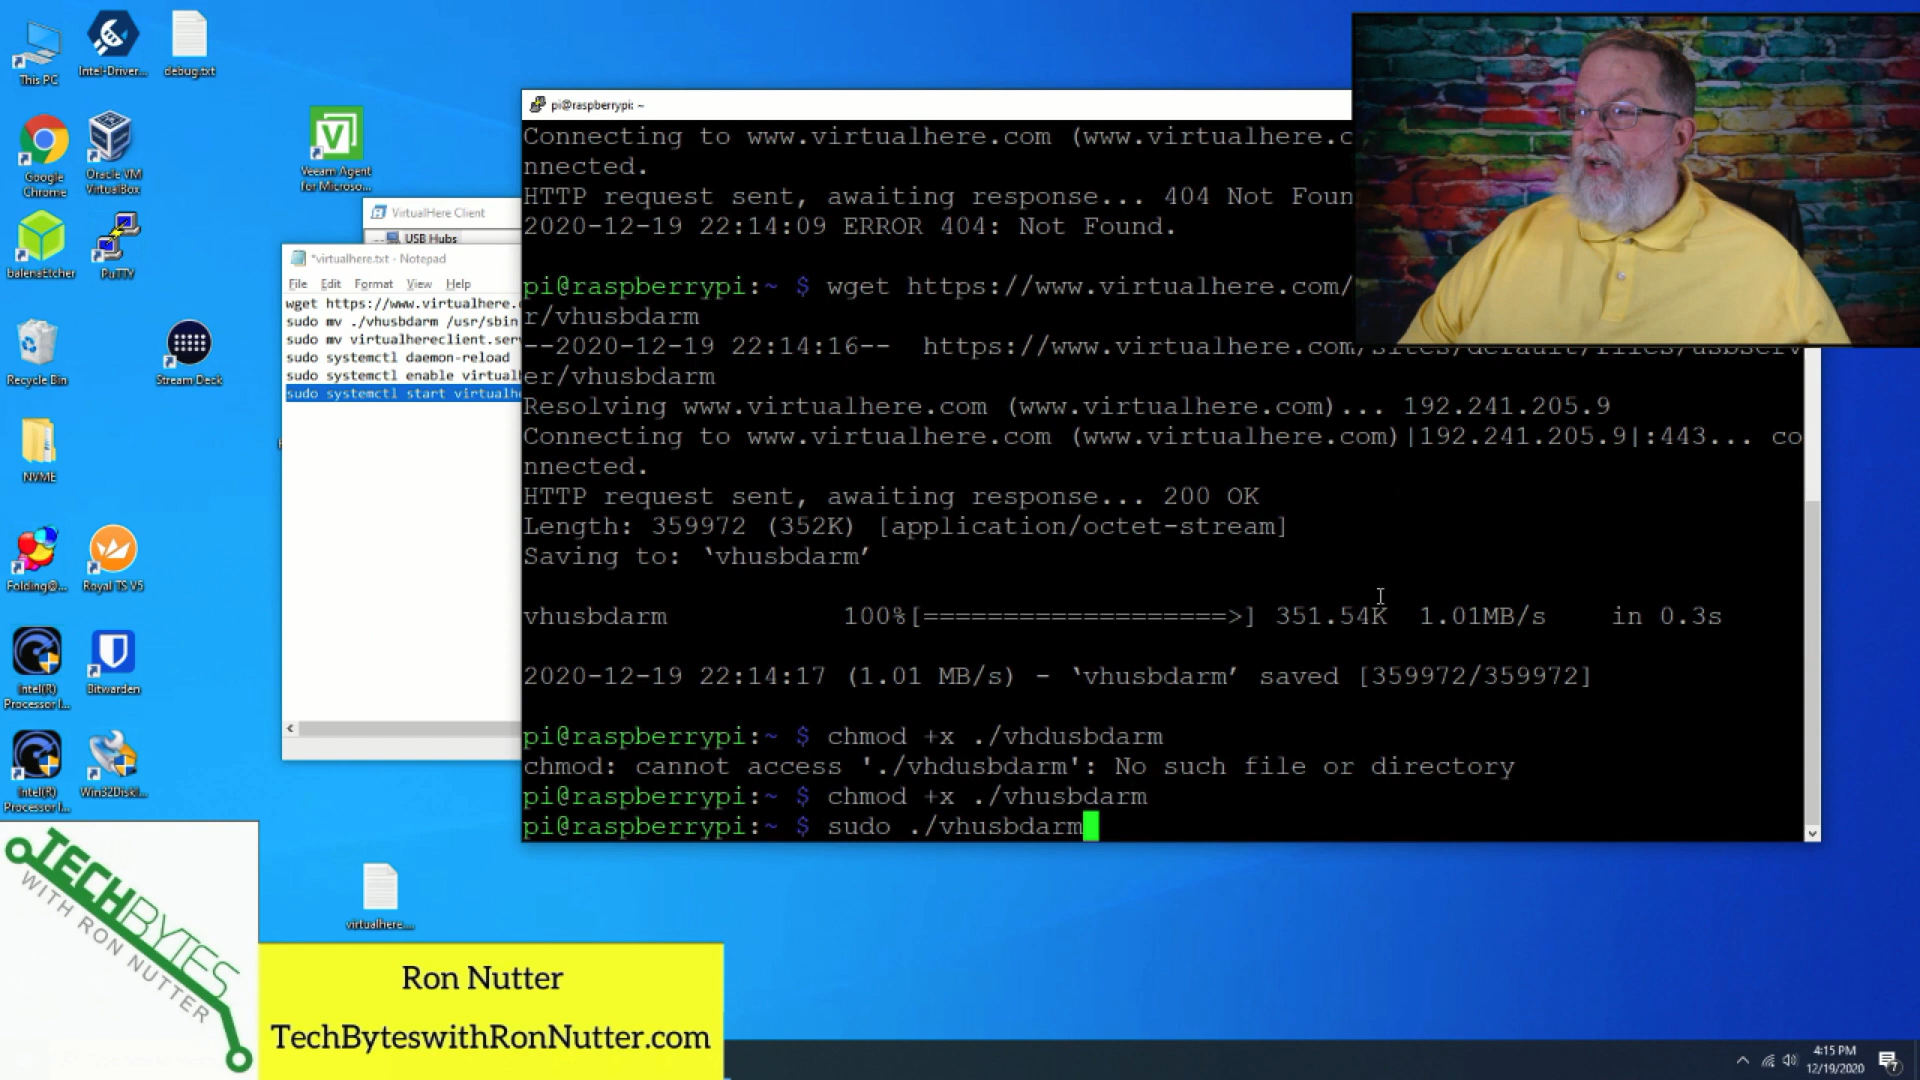 This PC
Intel-Driver...
debug.txt
Google
Chrome
Oracle VM
VirtualBox
Veeam Agent
for Microso...
balenaEtcher
PuTTY
Recycle Bin
Stream Deck
NVME
Folding@...
Royal TS V5
Intel(R)
Processor I...
Bitwarden
Intel(R)
Processor I...
Win32Diski...
virtualhere....
VirtualHere Client
USB Hubs
*virtualhere.txt - Notepad
File Edit Format View Help
wget https://www.virtualhere.
sudo mv ./vhusbdarm /usr/sbin
sudo mv virtualhereclient.serv
sudo systemctl daemon-reload
sudo systemctl enable virtual
sudo systemctl start virtualh
pi@raspberrypi: ~
Connecting to www.virtualhere.com (www.virtualhere.c
nnected.
HTTP request sent, awaiting response... 404 Not Foun
2020-12-19 22:14:09 ERROR 404: Not Found.
pi@raspberrypi:~ $ wget https://www.virtualhere.com/
r/vhusbdarm
--2020-12-19 22:14:16-- https://www.virtualhere.com/sites/default/files/usbserv
er/vhusbdarm
Resolving www.virtualhere.com (www.virtualhere.com)... 192.241.205.9
Connecting to www.virtualhere.com (www.virtualhere.com)|192.241.205.9|:443... co
nnected.
HTTP request sent, awaiting response... 200 OK
Length: 359972 (352K) [application/octet-stream]
Saving to: ‘vhusbdarm’
vhusbdarm 100%[===================>] 351.54K 1.01MB/s in 0.3s
2020-12-19 22:14:17 (1.01 MB/s) - ‘vhusbdarm’ saved [359972/359972]
pi@raspberrypi:~ $ chmod +x ./vhdusbdarm
chmod: cannot access './vhdusbdarm': No such file or directory
pi@raspberrypi:~ $ chmod +x ./vhusbdarm
pi@raspberrypi:~ $ sudo ./vhusbdarm
TECHBYTES
WITH RON NUTTER
Ron Nutter
TechByteswithRonNutter.com
4:15 PM
12/19/2020
7